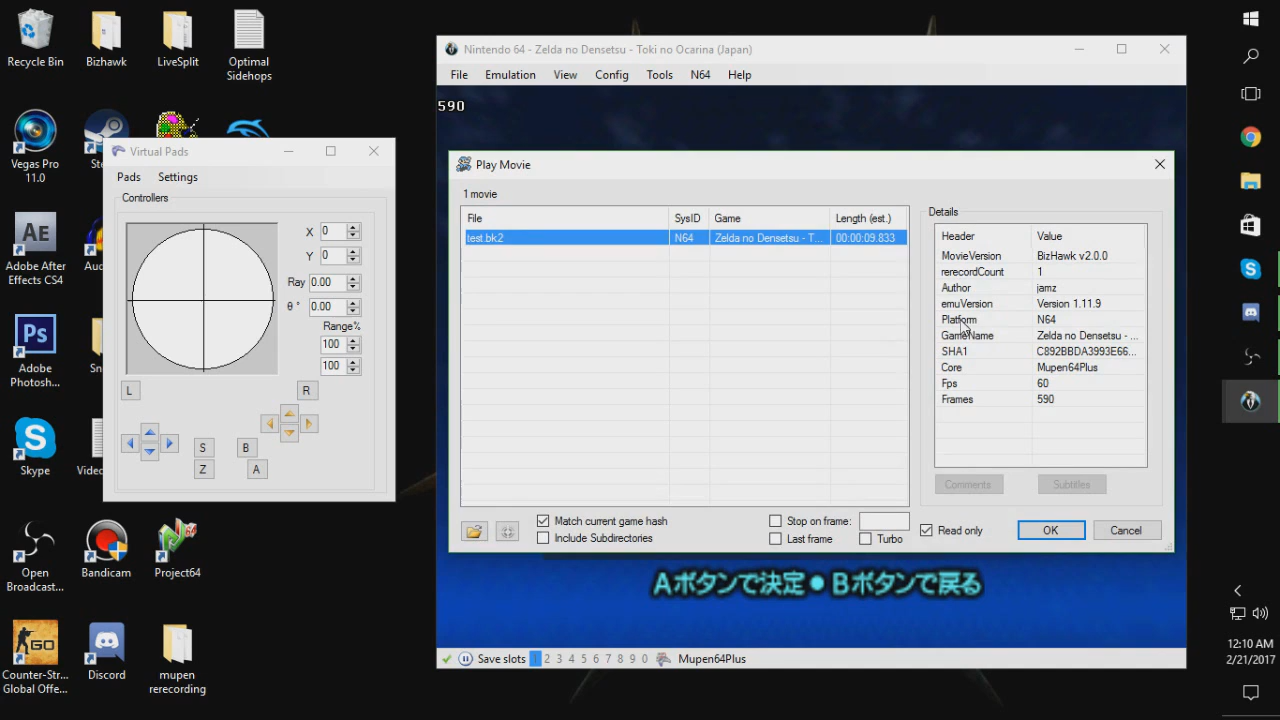 Recycle Bin
Bizhawk
LiveSplit
Optimal
Sidehops
Vegas Pro
11.0
Ste
Adobe After
Effects CS4
Aud
Adobe
Photosh...
Sn
Skype
Video
Open
Broadcast...
Bandicam
Project64
Counter-Str...
Global Offe...
Discord
mupen
rerecording
Virtual Pads
Pads Settings
Controllers
X 0
Y 0
Ray 0.00
θ ° 0.00
Range%
100
100
L R
S B
Z A
Nintendo 64 - Zelda no Densetsu - Toki no Ocarina (Japan)
File Emulation View Config Tools N64 Help
590
Play Movie
1 movie
File SysID Game Length (est.)
test.bk2 N64 Zelda no Densetsu - T... 00:00:09.833
Details
Header Value
MovieVersion BizHawk v2.0.0
rerecordCount 1
Author jamz
emuVersion Version 1.11.9
Platform N64
GameName Zelda no Densetsu - ...
SHA1 C892BBDA3993E66...
Core Mupen64Plus
Fps 60
Frames 590
Comments Subtitles
Match current game hash
Include Subdirectories
Stop on frame:
Last frame Turbo
Read only
OK Cancel
Aボタンで決定●Bボタンで戻る
Save slots 1 2 3 4 5 6 7 8 9 0 Mupen64Plus
12:10 AM
2/21/2017